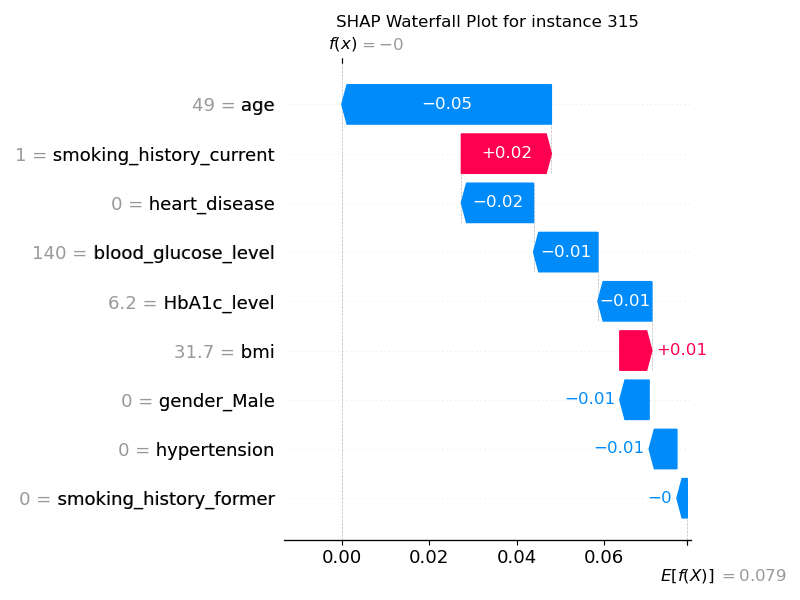 SHAP Waterfall Plot for instance 315
f(x) = −0
49 = age
−0.05
1 = smoking_history_current
+0.02
0 = heart_disease
−0.02
140 = blood_glucose_level
−0.01
6.2 = HbA1c_level
−0.01
31.7 = bmi
+0.01
0 = gender_Male
−0.01
0 = hypertension
−0.01
0 = smoking_history_former
−0
0.00 0.02 0.04 0.06
E[f(X)] = 0.079